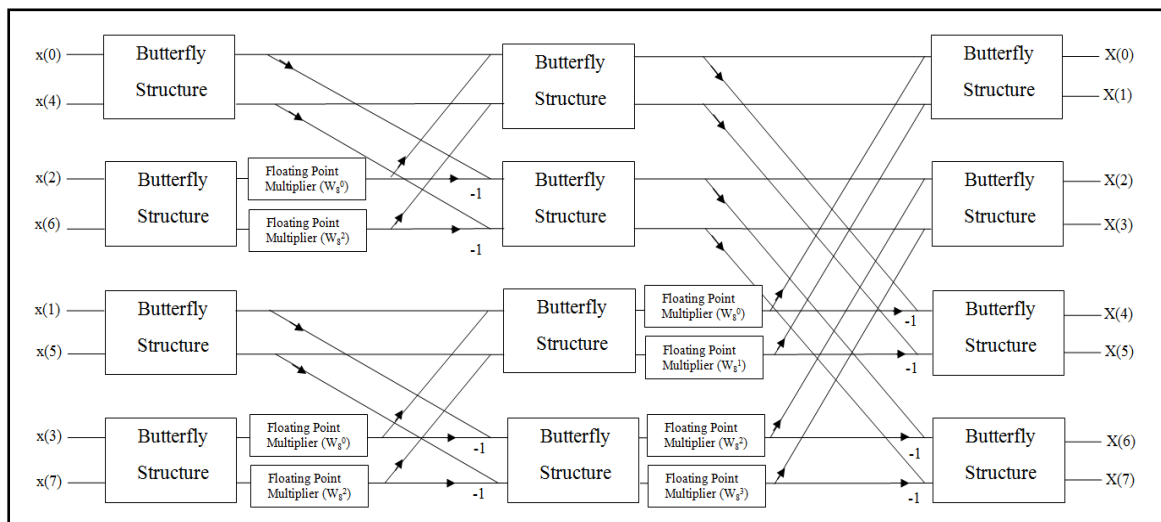 x(0)
x(4)
Butterfly
Structure
Butterfly
Structure
Butterfly
Structure
X(0)
X(1)
x(2)
x(6)
Butterfly
Structure
Floating Point
Multiplier (W₈⁰)
Floating Point
Multiplier (W₈²)
-1
-1
Butterfly
Structure
Butterfly
Structure
X(2)
X(3)
x(1)
x(5)
Butterfly
Structure
Butterfly
Structure
Floating Point
Multiplier (W₈⁰)
Floating Point
Multiplier (W₈¹)
-1
-1
Butterfly
Structure
X(4)
X(5)
x(3)
x(7)
Butterfly
Structure
Floating Point
Multiplier (W₈⁰)
Floating Point
Multiplier (W₈²)
-1
-1
Butterfly
Structure
Floating Point
Multiplier (W₈²)
Floating Point
Multiplier (W₈³)
-1
-1
Butterfly
Structure
X(6)
X(7)